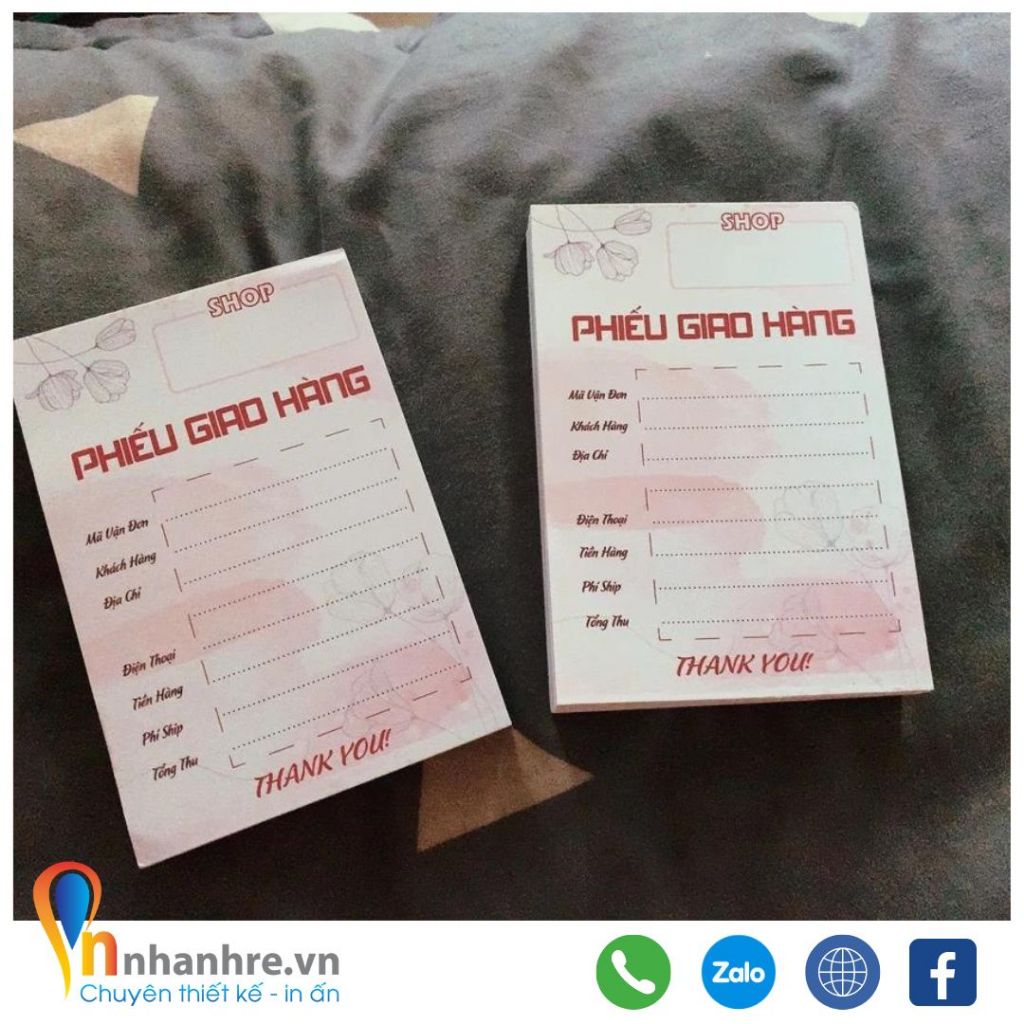 SHOP
PHIẾU GIAO HÀNG
Mã Vận Đơn
Khách Hàng
Địa Chỉ
Điện Thoại
Tiền Hàng
Phí Ship
Tổng Thu
THANK YOU!
SHOP
PHIẾU GIAO HÀNG
Mã Vận Đơn
Khách Hàng
Địa Chỉ
Điện Thoại
Tiền Hàng
Phí Ship
Tổng Thu
THANK YOU!
innhanhre.vn
Chuyên thiết kế - in ấn
Zalo